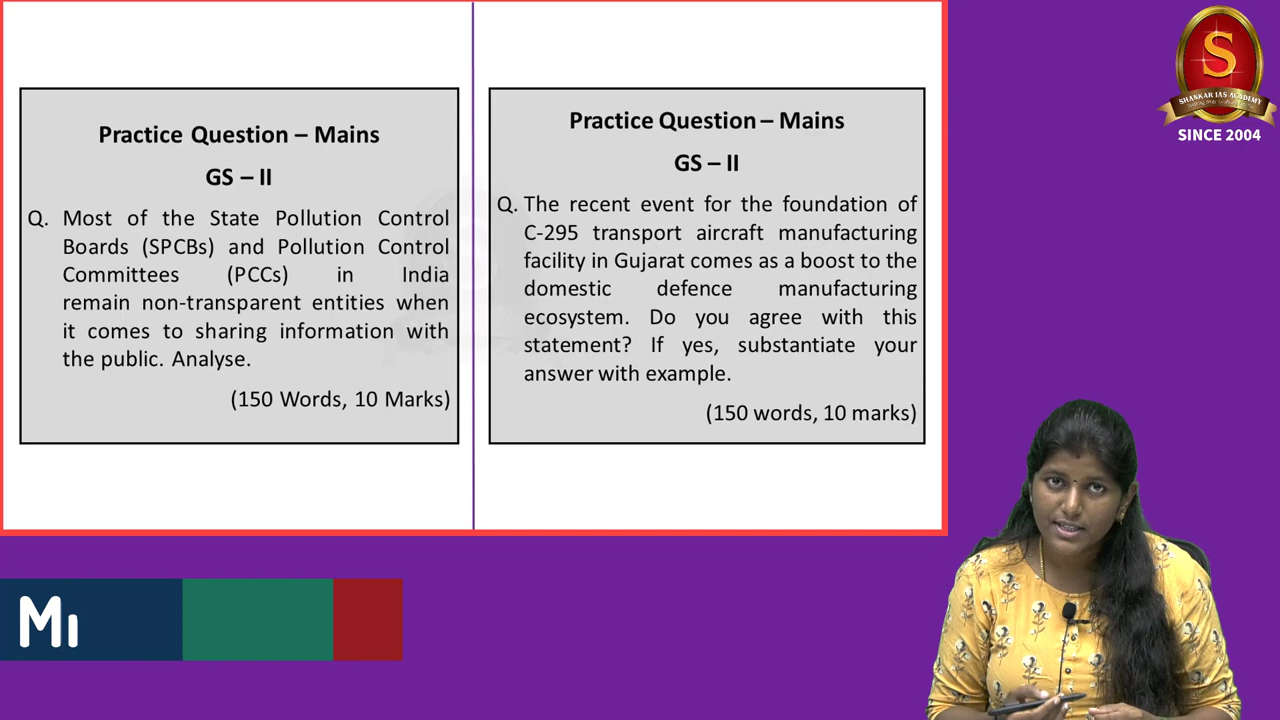 Practice Question – Mains
GS – II
Q. Most of the State Pollution Control
Boards (SPCBs) and Pollution Control
Committees (PCCs) in India
remain non-transparent entities when
it comes to sharing information with
the public. Analyse.
(150 Words, 10 Marks)
Practice Question – Mains
GS – II
Q. The recent event for the foundation of
C-295 transport aircraft manufacturing
facility in Gujarat comes as a boost to the
domestic defence manufacturing
ecosystem. Do you agree with this
statement? If yes, substantiate your
answer with example.
(150 words, 10 marks)
S
SHANKAR IAS ACADEMY
SINCE 2004
MI